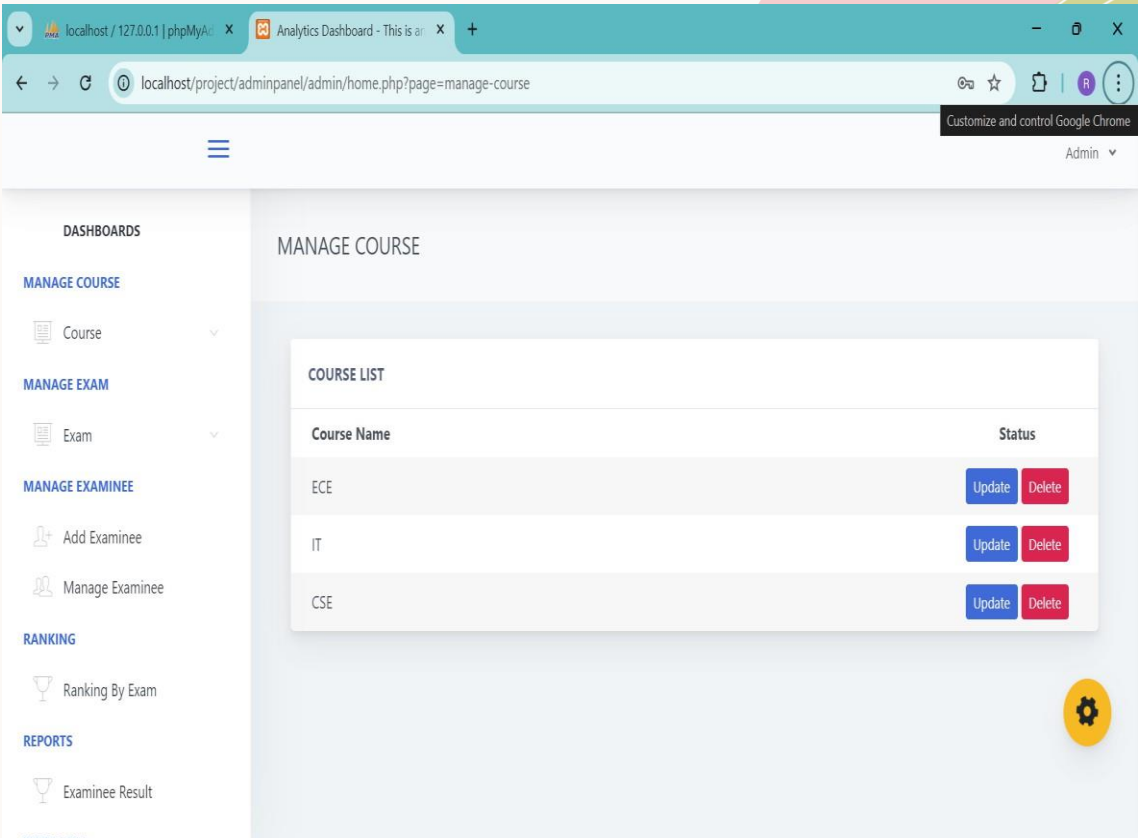 localhost / 127.0.0.1 | phpMyAd
Analytics Dashboard - This is an
localhost/project/adminpanel/admin/home.php?page=manage-course
R
Customize and control Google Chrome
Admin
DASHBOARDS
MANAGE COURSE
MANAGE COURSE
Course
COURSE LIST
MANAGE EXAM
Course Name Status
Exam
ECE Update Delete
MANAGE EXAMINEE
Add Examinee
IT Update Delete
Manage Examinee
CSE Update Delete
RANKING
Ranking By Exam
REPORTS
Examinee Result